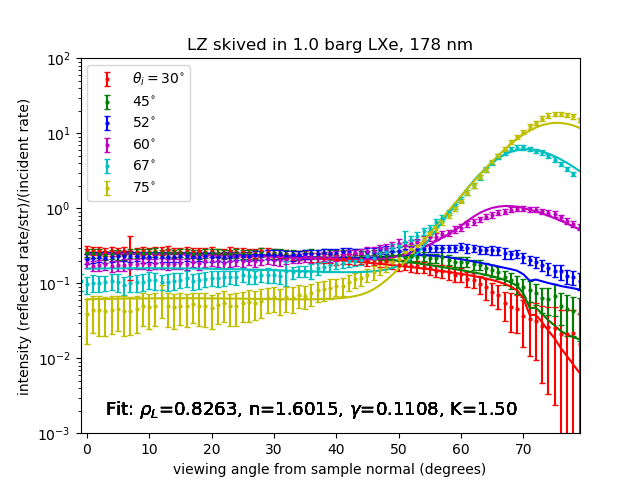 LZ skived in 1.0 barg LXe, 178 nm
intensity (reflected rate/str)/(incident rate)
10²
10¹
10⁰
10⁻¹
10⁻²
10⁻³
θᵢ = 30°
45°
52°
60°
67°
75°
Fit: ρ_L=0.8263, n=1.6015, γ=0.1108, K=1.50
0 10 20 30 40 50 60 70
viewing angle from sample normal (degrees)